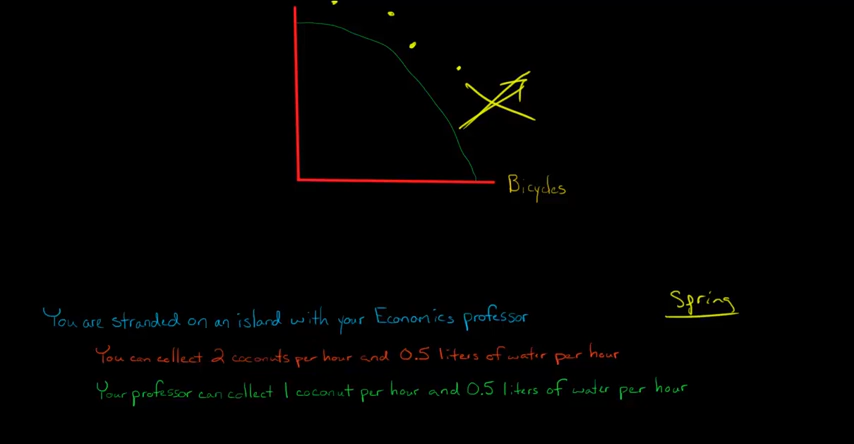 Bicycles
Spring
You are stranded on an island with your Economics professor
You can collect 2 coconuts per hour and 0.5 liters of water per hour
Your professor can collect 1 coconut per hour and 0.5 liters of water per hour